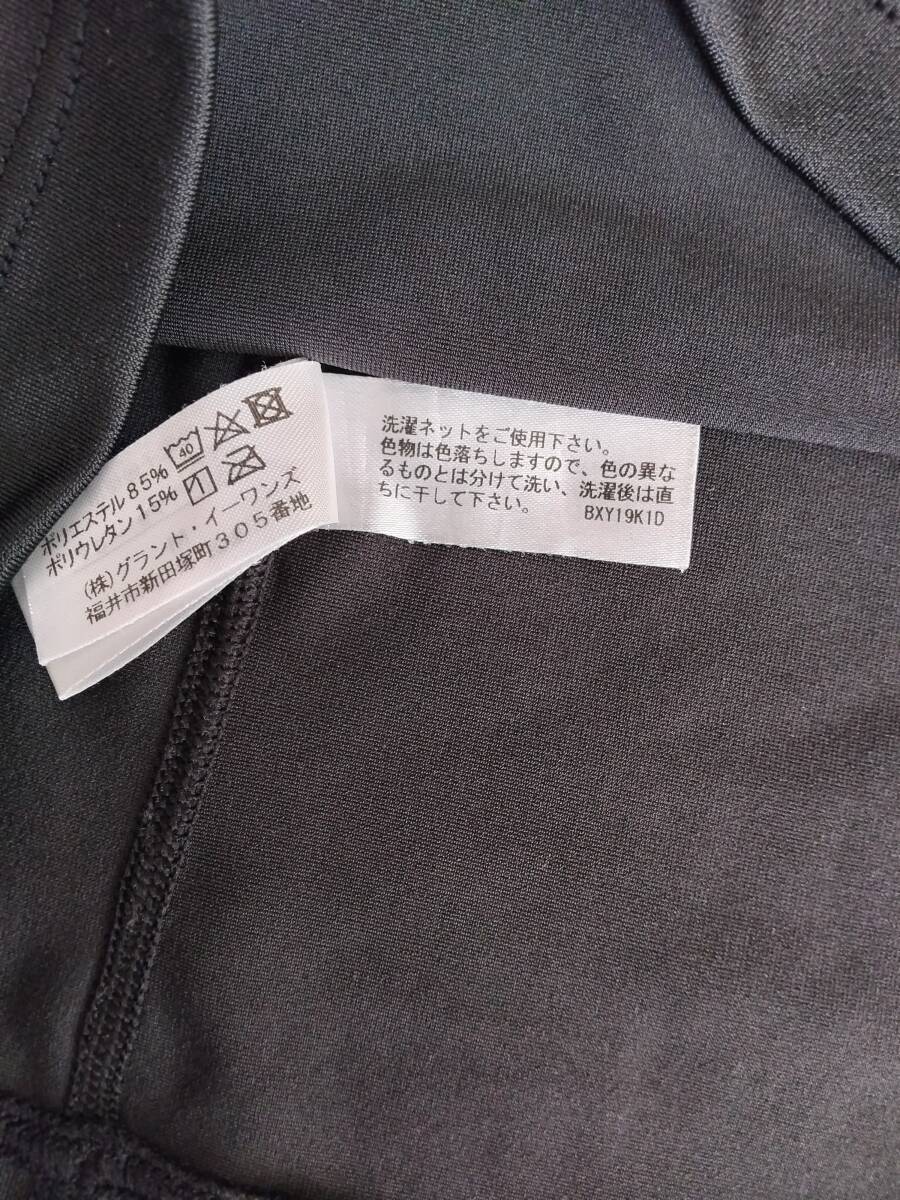 ポリエステル 85%
ポリウレタン 15%
40
(株)グラント・イーワンズ
福井市新田塚町305番地
洗濯ネットをご使用下さい。
色物は色落ちしますので、色の異な
るものとは分けて洗い、洗濯後は直
ちに干して下さい。
BXY19K1D